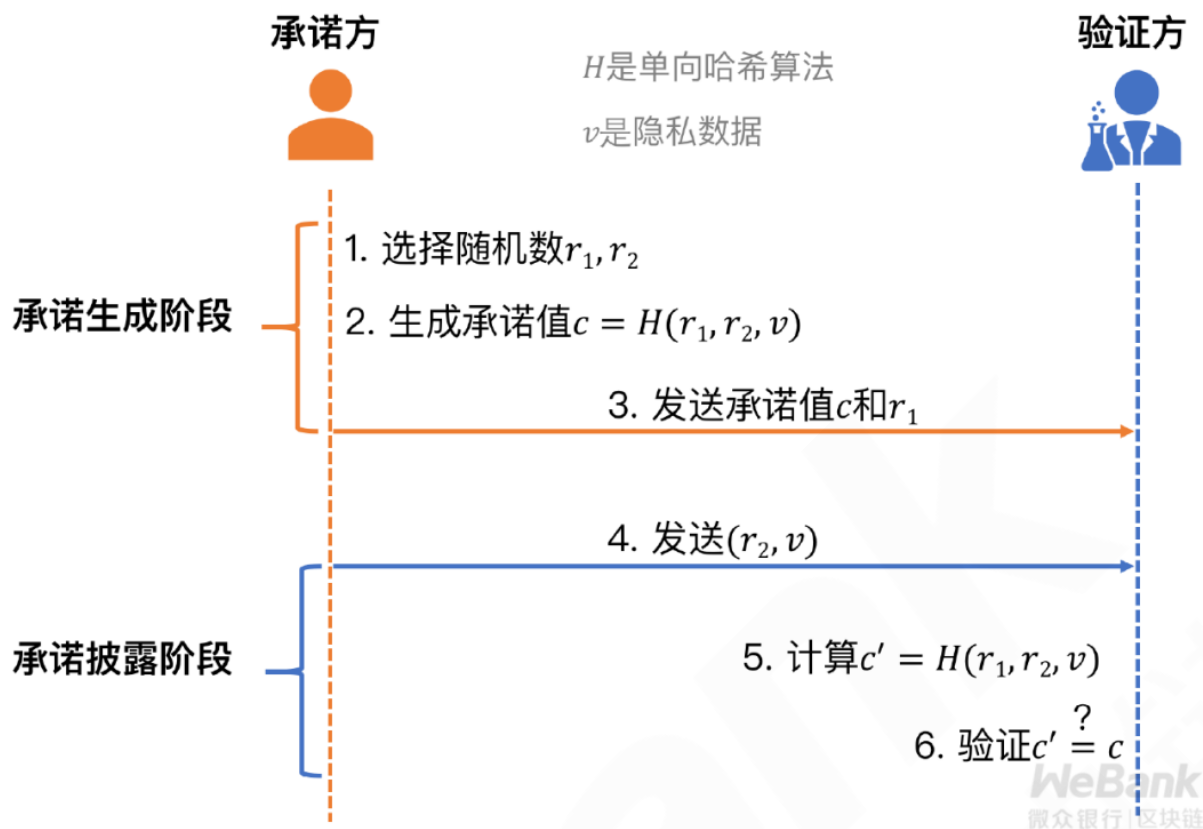 承诺方
验证方
H是单向哈希算法
v是隐私数据
承诺生成阶段
1. 选择随机数r₁, r₂
2. 生成承诺值c = H(r₁, r₂, v)
3. 发送承诺值c和r₁
4. 发送(r₂, v)
承诺披露阶段
5. 计算c′ = H(r₁, r₂, v)
?
6. 验证c′ = c
WeBank
微众银行|区块链